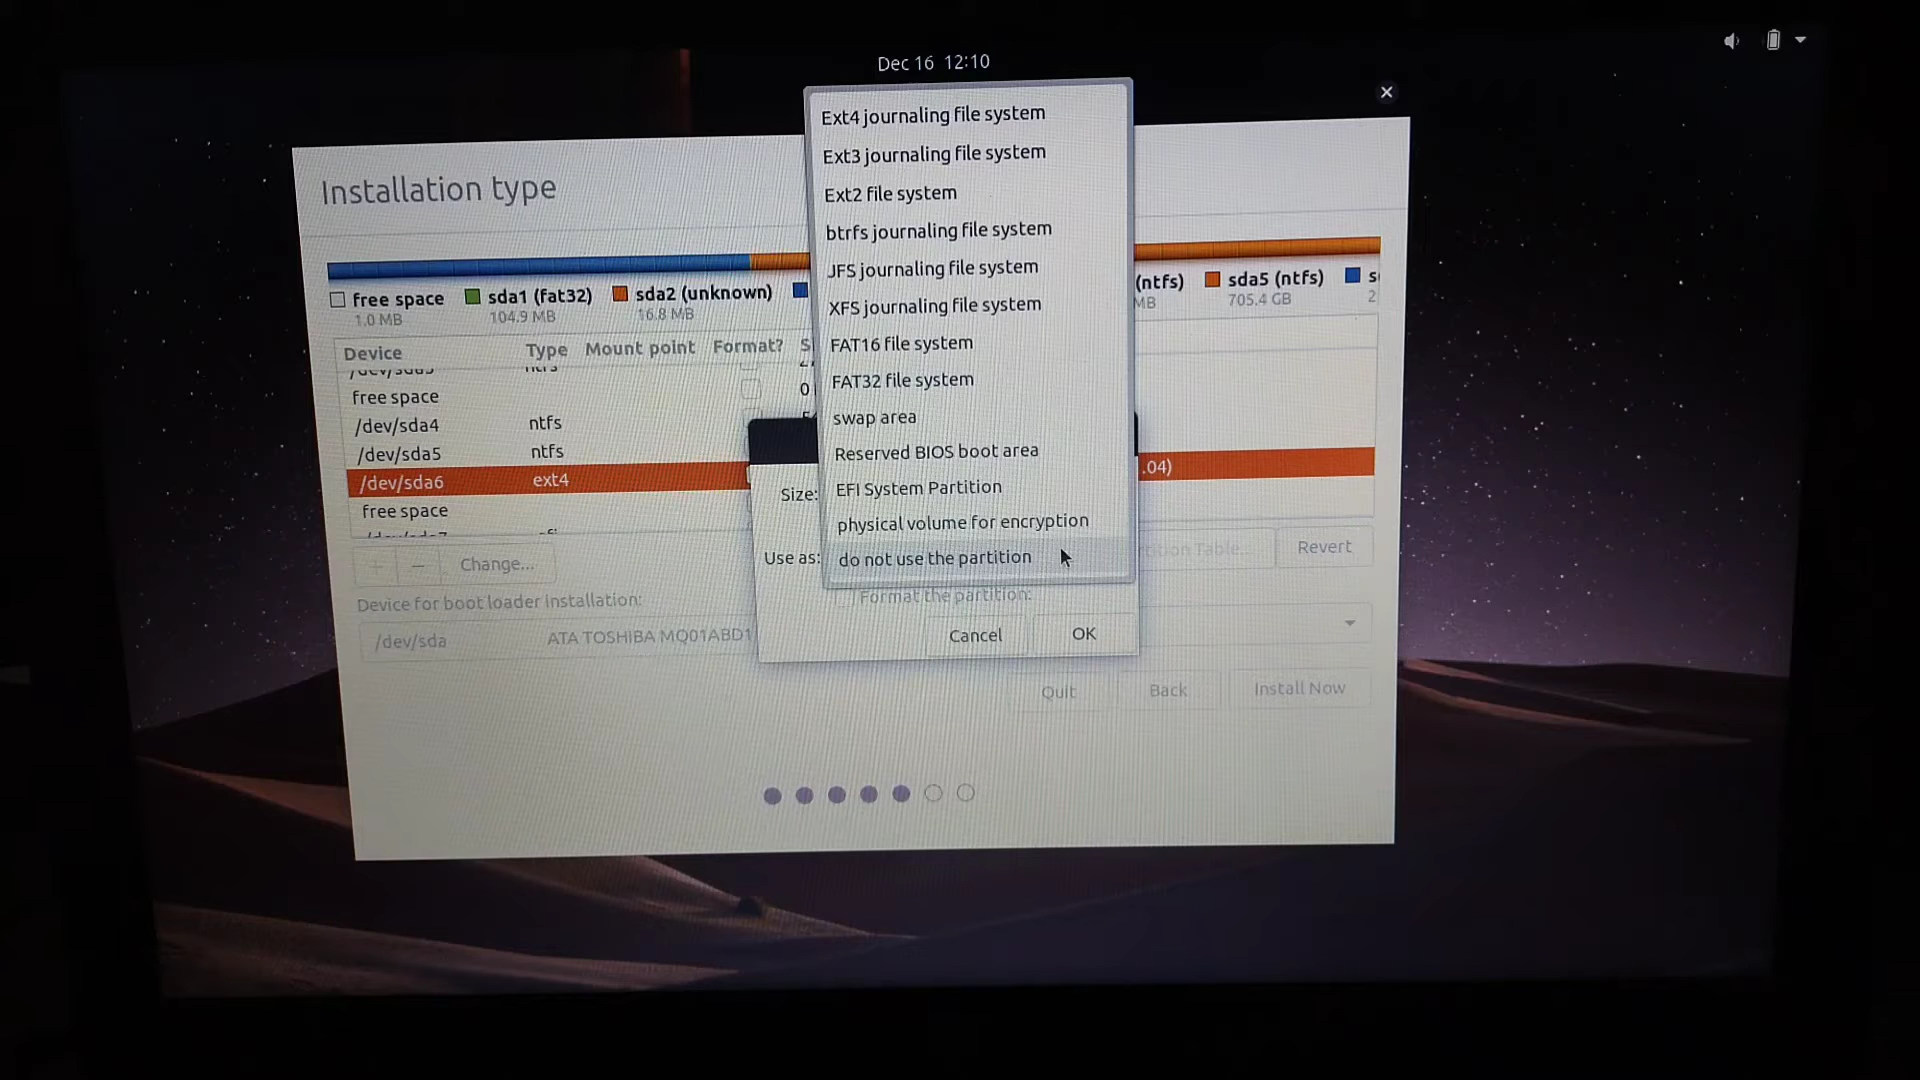 Dec 16 12:10
Installation type
free space
1.0 MB
sda1 (fat32)
104.9 MB
sda2 (unknown)
16.8 MB
(ntfs)
MB
sda5 (ntfs)
705.4 GB
Device Type Mount point Format?
free space 0
/dev/sda4 ntfs
/dev/sda5 ntfs
/dev/sda6 ext4 .04)
free space
+ − Change... Revert
Device for boot loader installation:
/dev/sda ATA TOSHIBA MQ01ABD1
Quit Back Install Now
Ext4 journaling file system
Ext3 journaling file system
Ext2 file system
btrfs journaling file system
JFS journaling file system
XFS journaling file system
FAT16 file system
FAT32 file system
swap area
Reserved BIOS boot area
EFI System Partition
physical volume for encryption
do not use the partition
Size:
Use as:
Format the partition:
Cancel OK